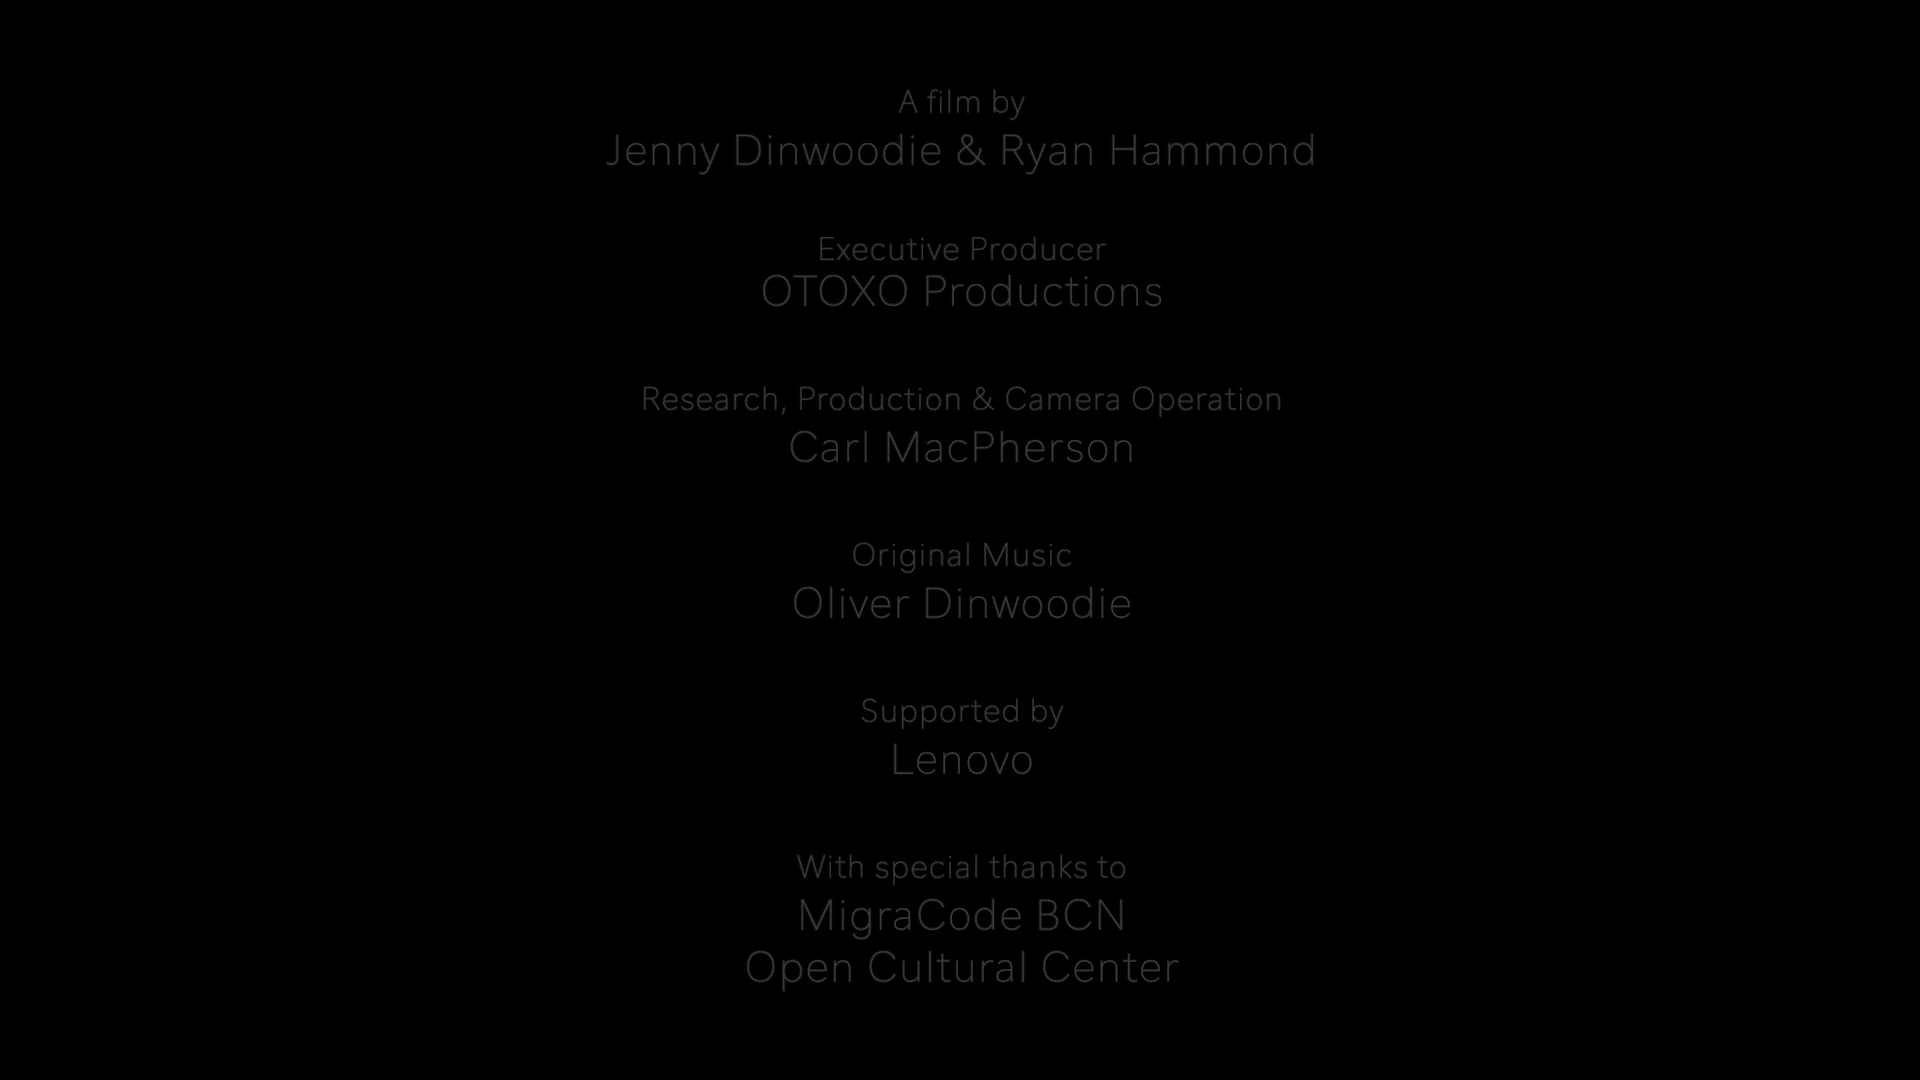 A film by
Jenny Dinwoodie & Ryan Hammond
Executive Producer
OTOXO Productions
Research, Production & Camera Operation
Carl MacPherson
Original Music
Oliver Dinwoodie
Supported by
Lenovo
With special thanks to
MigraCode BCN
Open Cultural Center